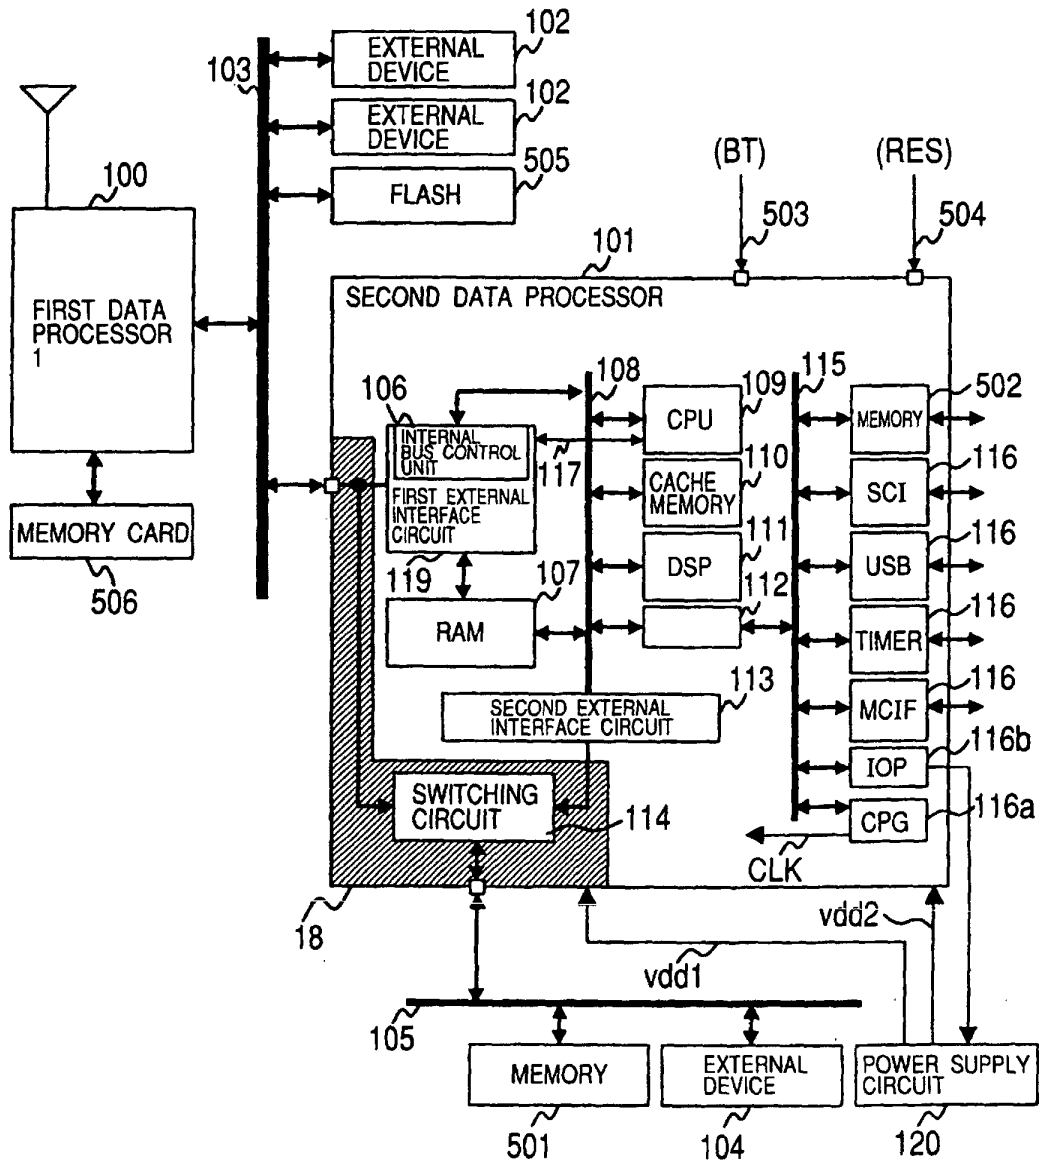 102
EXTERNAL
DEVICE
103
102
EXTERNAL
DEVICE
505
FLASH
(BT)
(RES)
503
504
100
FIRST DATA
PROCESSOR
1
101
SECOND DATA PROCESSOR
106
INTERNAL
BUS CONTROL
UNIT
FIRST EXTERNAL
INTERFACE
CIRCUIT
119
117
108
109
CPU
110
CACHE
MEMORY
111
DSP
112
107
RAM
115
502
MEMORY
116
SCI
116
USB
116
TIMER
116
MCIF
116b
IOP
116a
CPG
CLK
113
SECOND EXTERNAL
INTERFACE CIRCUIT
SWITCHING
CIRCUIT
114
MEMORY CARD
506
18
vdd1
vdd2
105
MEMORY
501
EXTERNAL
DEVICE
104
POWER SUPPLY
CIRCUIT
120